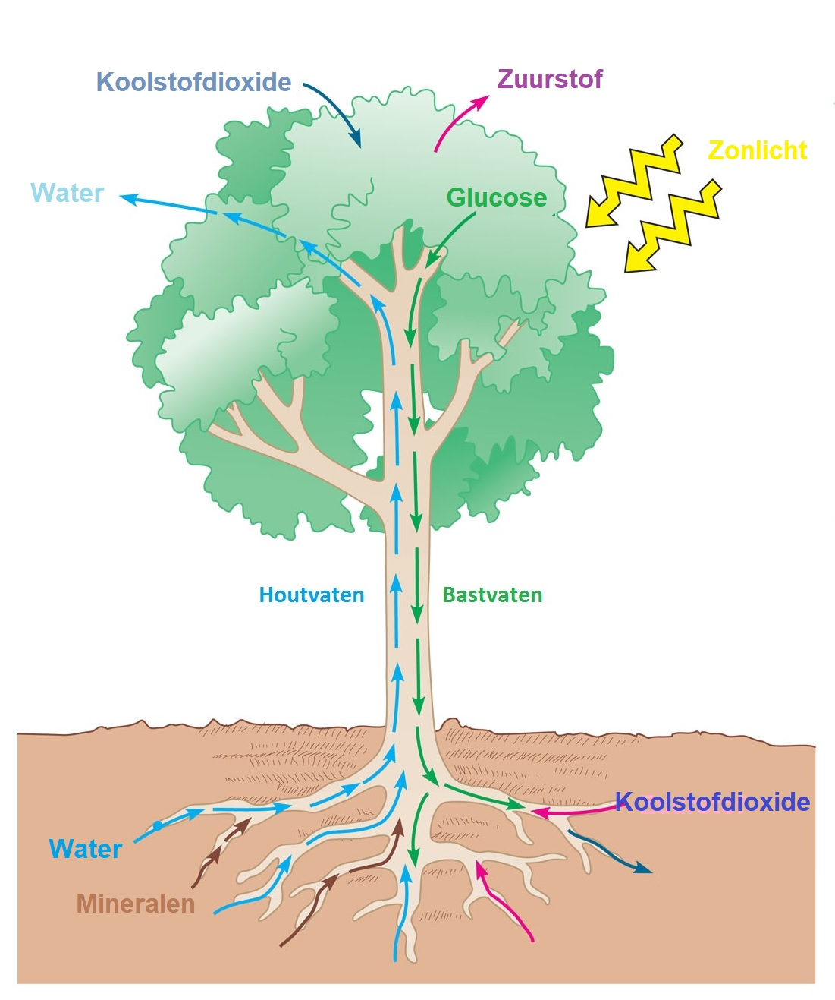 Koolstofdioxide
Zuurstof
Zonlicht
Water
Glucose
Houtvaten
Bastvaten
Koolstofdioxide
Water
Mineralen